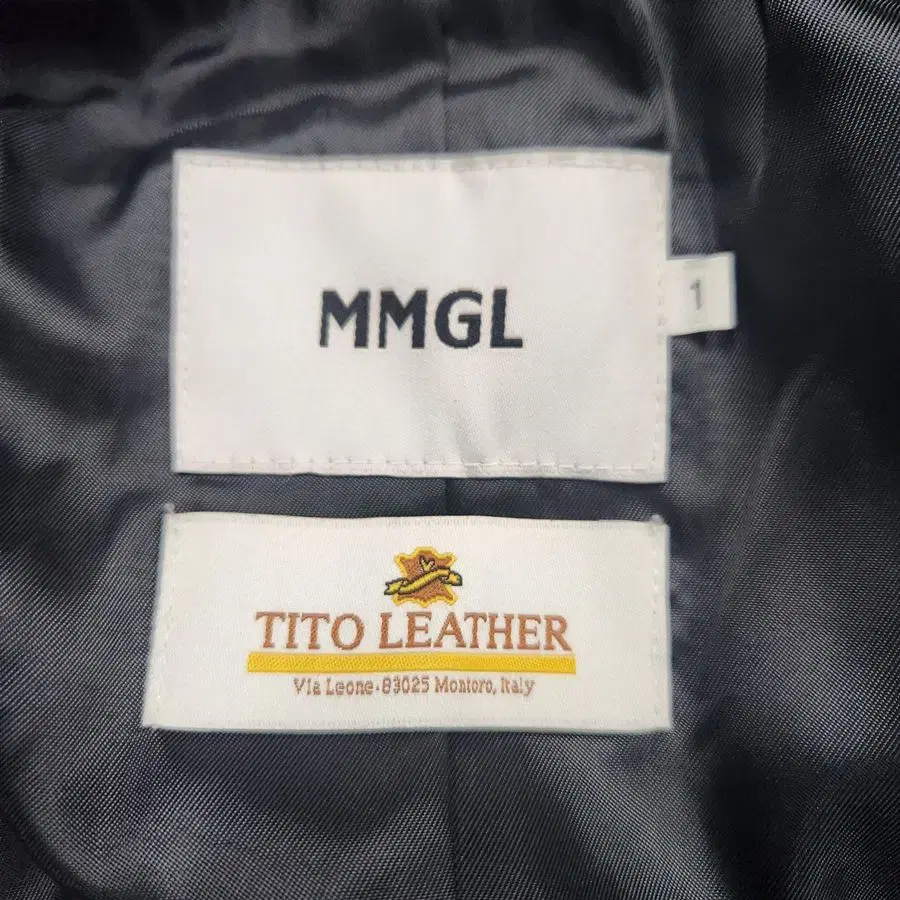 MMGL
1
TITO LEATHER
Via Leone·83025 Montoro, Italy